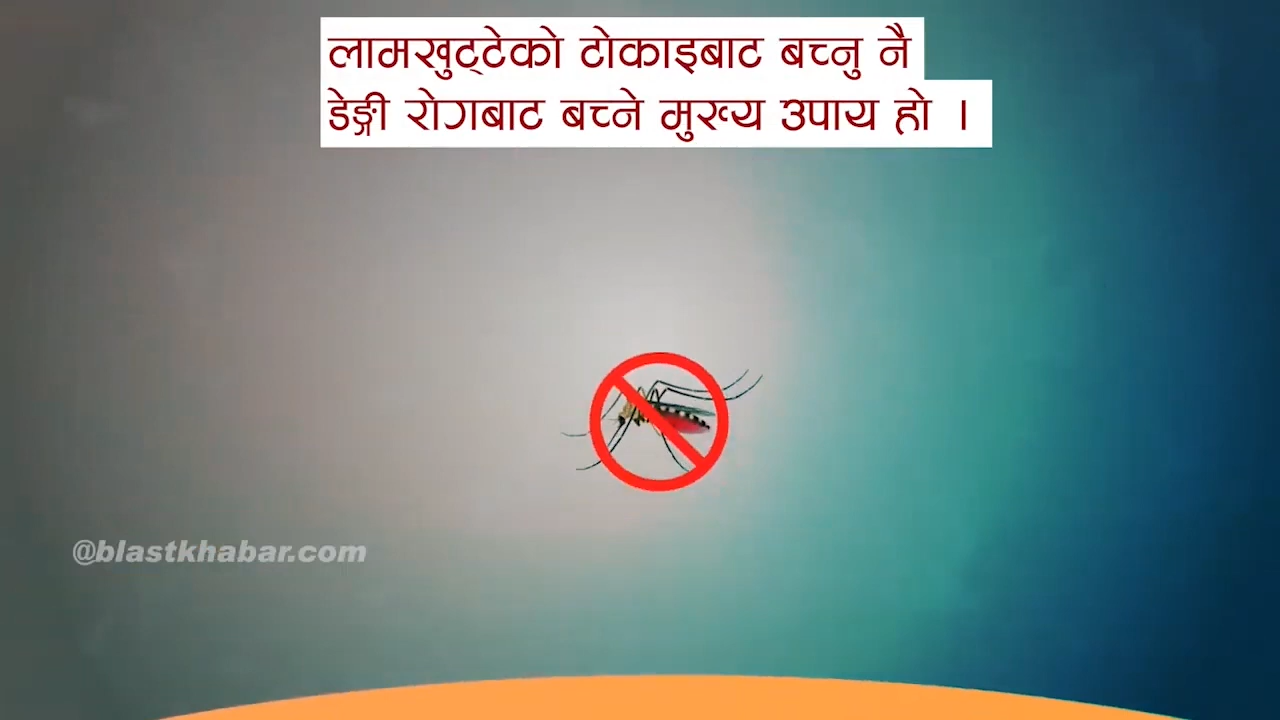 लामखुट्टेको टोकाइबाट बच्नु नै
डेङ्गी रोगबाट बच्ने मुख्य उपाय हो ।
@blastkhabar.com